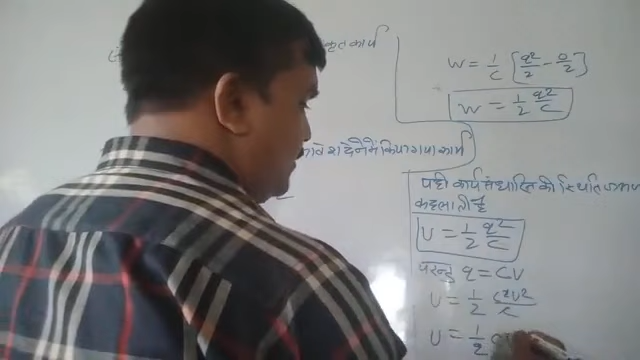 कृत कार्य
आवेश देने में किया गया कार्य
W = 1/C [q²/2 - 0/2]
W = 1/2 q²/C
यही कार्य संधारित्र की स्थितिज
कहलाती है
U = 1/2 q²/C
परन्तु q = CV
U = 1/2 C²V²/C
U = 1/2